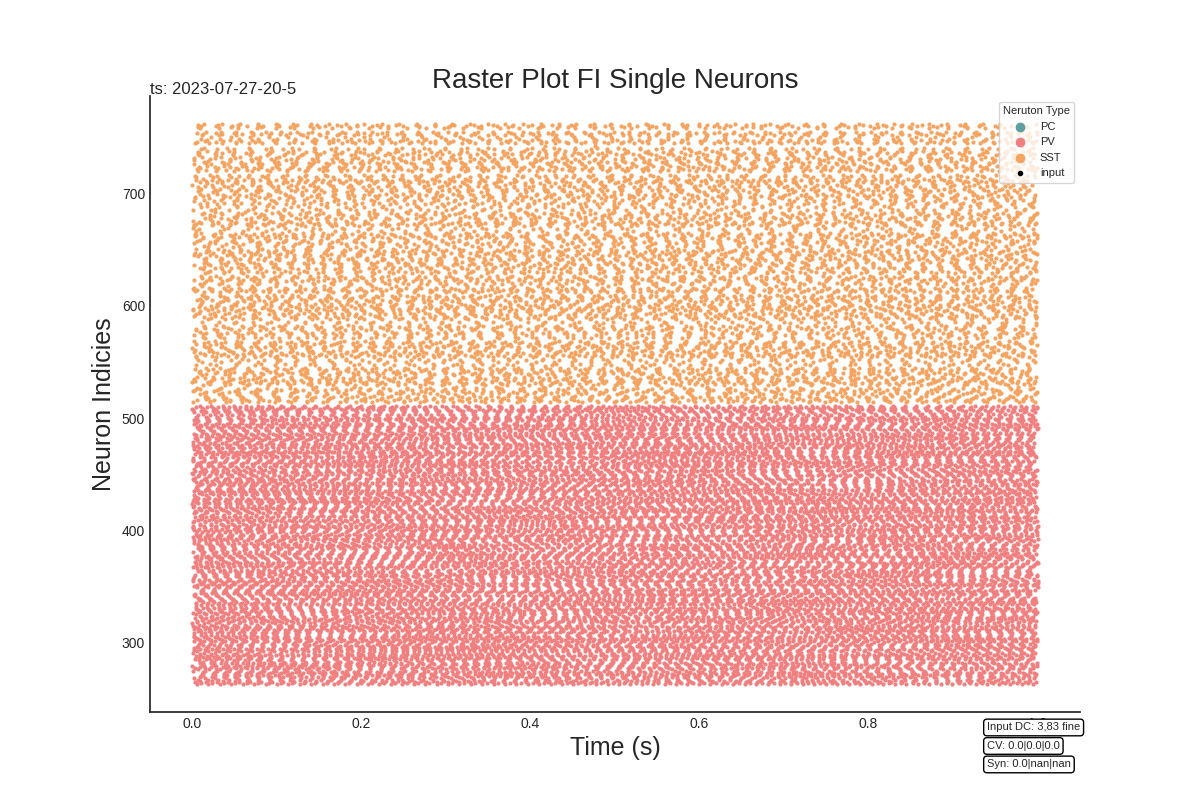 Raster Plot FI Single Neurons
ts: 2023-07-27-20-5
Neruton Type
PC
PV
SST
input
700
600
500
400
300
Neuron Indicies
0.0 0.2 0.4 0.6 0.8
Time (s)
Input DC: 3,83 fine
CV: 0.0|0.0|0.0
Syn: 0.0|nan|nan